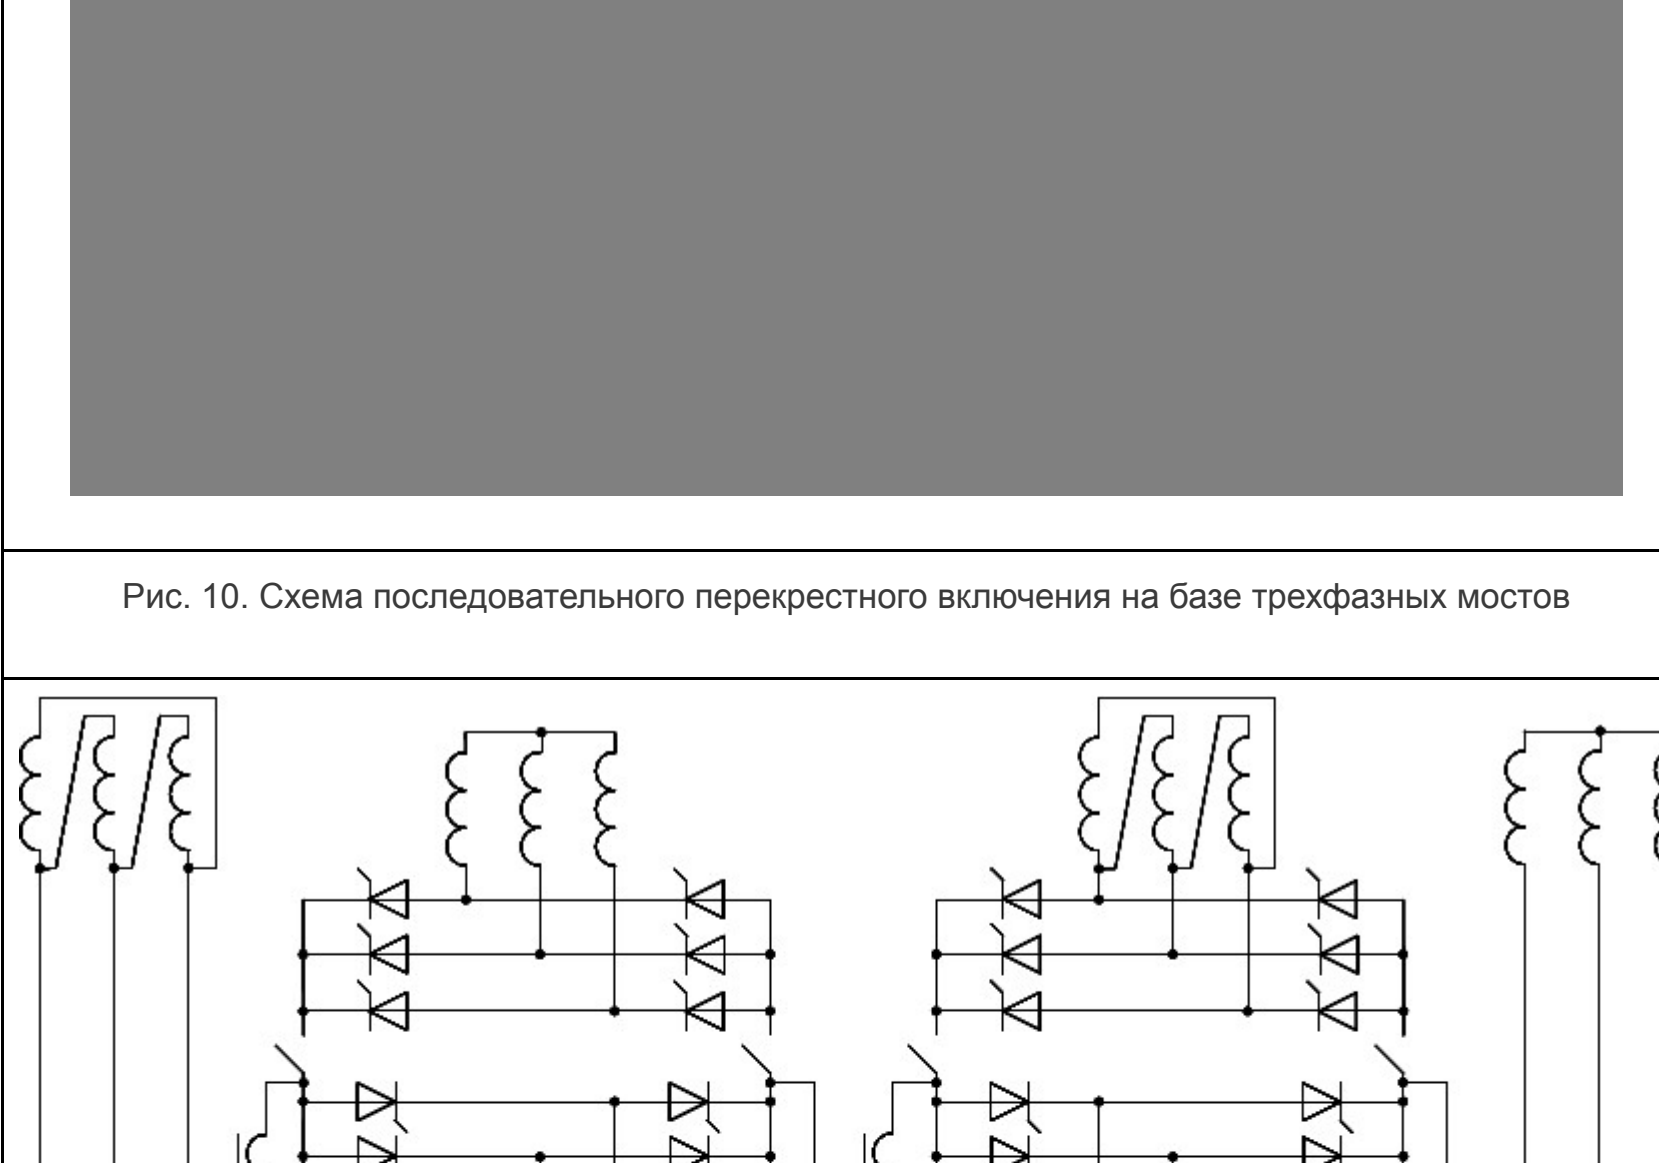 Рис. 10. Схема последовательного перекрестного включения на базе трехфазных мостов